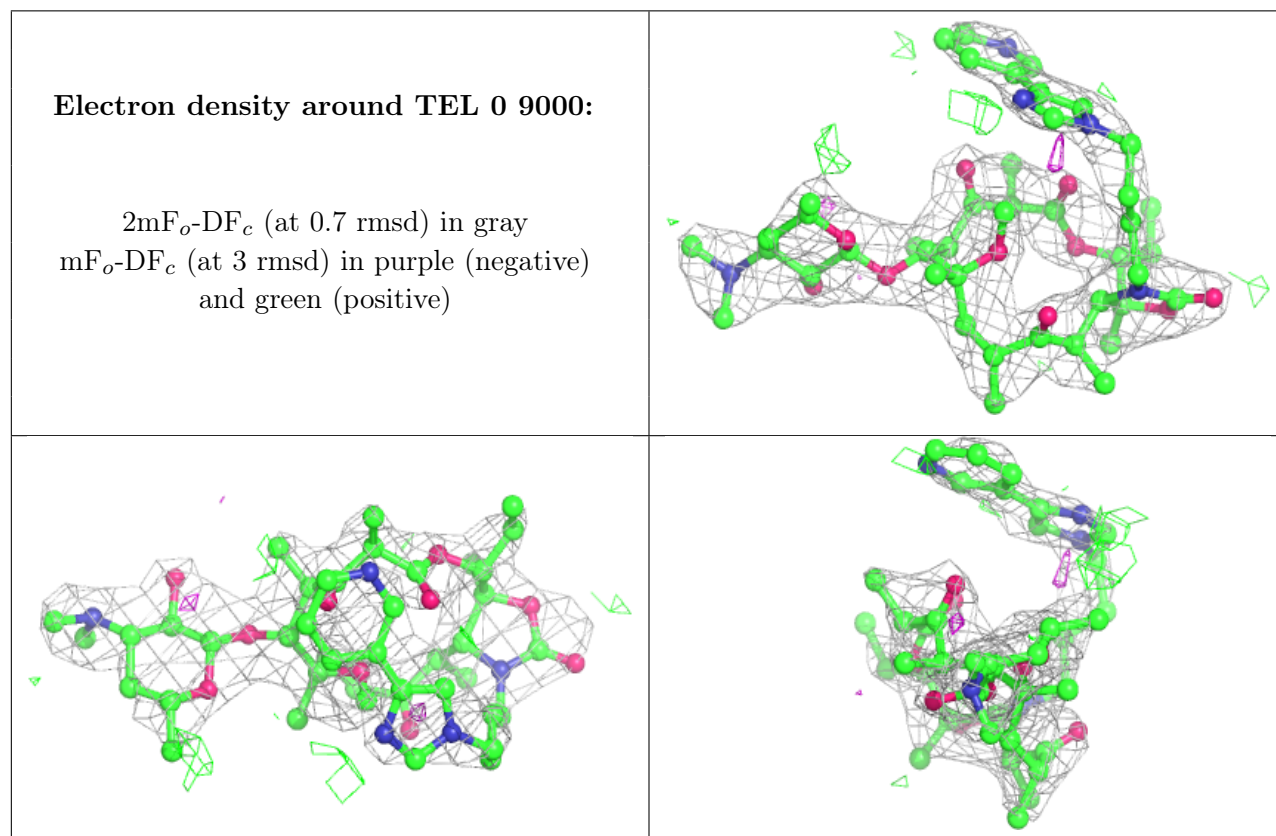 Electron density around TEL 0 9000:
2mFo-DFc (at 0.7 rmsd) in gray
mFo-DFc (at 3 rmsd) in purple (negative)
and green (positive)